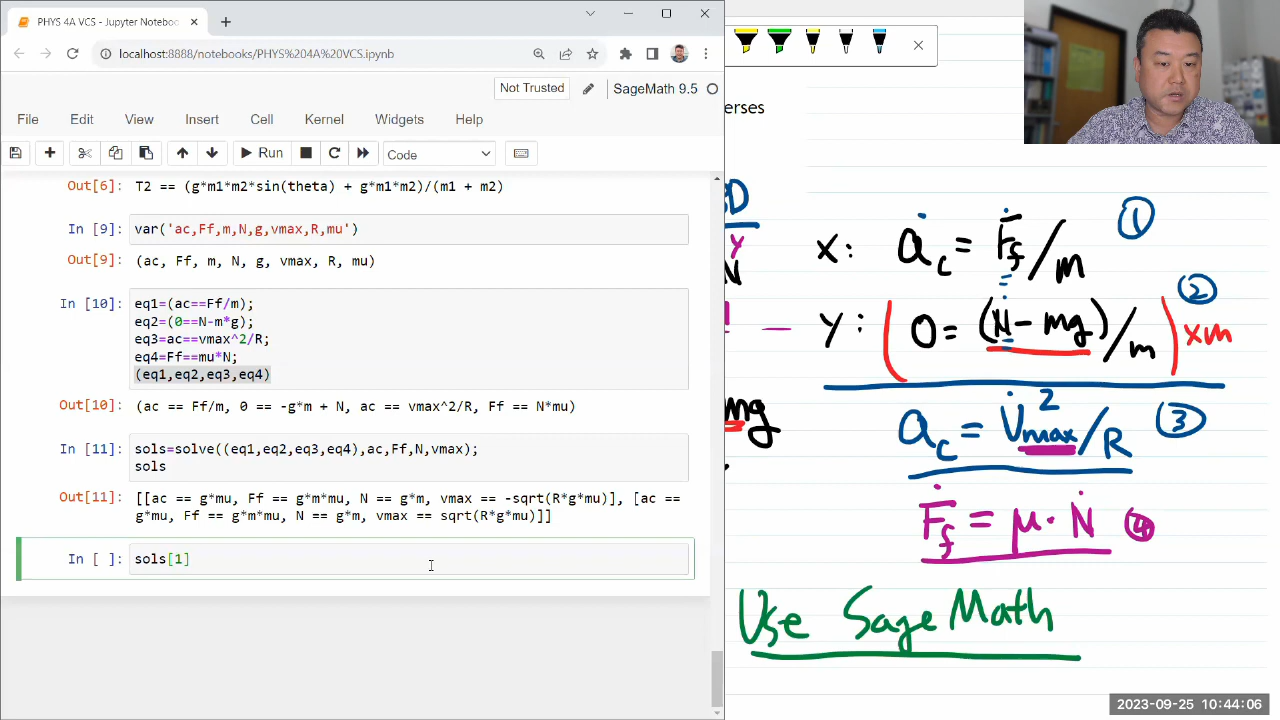 PHYS 4A VCS - Jupyter Notebo
localhost:8888/notebooks/PHYS%204A%20VCS.ipynb
Not Trusted
SageMath 9.5
File Edit View Insert Cell Kernel Widgets Help
Run
Code
Out[6]: T2 == (g*m1*m2*sin(theta) + g*m1*m2)/(m1 + m2)
In [9]: var('ac,Ff,m,N,g,vmax,R,mu')
Out[9]: (ac, Ff, m, N, g, vmax, R, mu)
In [10]: eq1=(ac==Ff/m);
eq2=(0==N-m*g);
eq3=ac==vmax^2/R;
eq4=Ff==mu*N;
(eq1,eq2,eq3,eq4)
Out[10]: (ac == Ff/m, 0 == -g*m + N, ac == vmax^2/R, Ff == N*mu)
In [11]: sols=solve((eq1,eq2,eq3,eq4),ac,Ff,N,vmax);
sols
Out[11]: [[ac == g*mu, Ff == g*m*mu, N == g*m, vmax == -sqrt(R*g*mu)], [ac ==
g*mu, Ff == g*m*mu, N == g*m, vmax == sqrt(R*g*mu)]]
In [ ]: sols[1]
erses
D
y
N
mg
X: ac = Ff/m ①
y: (0 = (N - mg)/m) xm ②
ac = Vmax²/R ③
Ff = μ · N ④
Use SageMath
2023-09-25 10:44:06